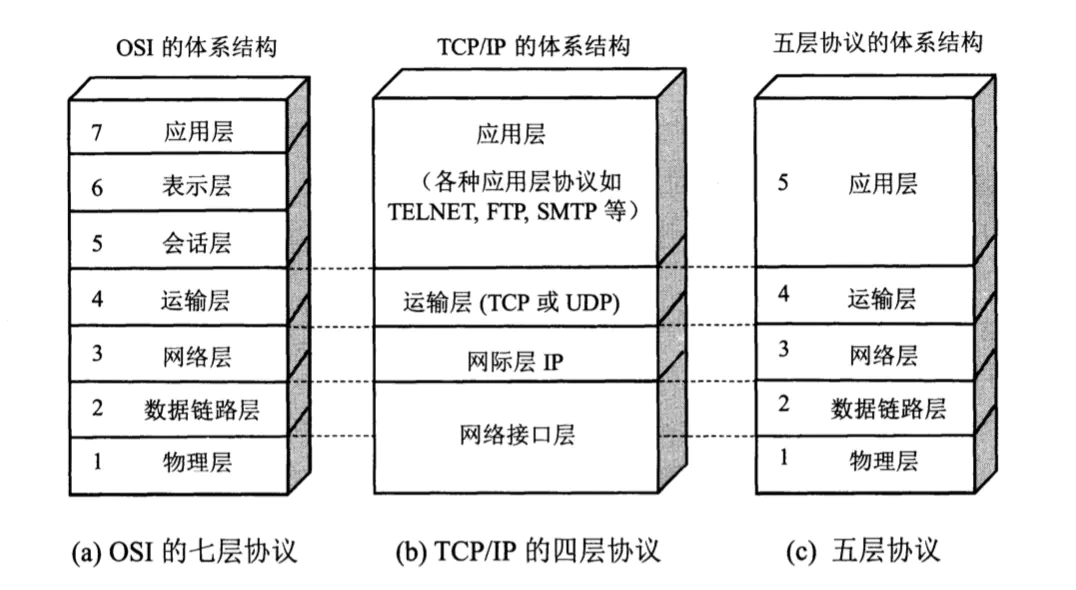 OSI 的体系结构
7 应用层
6 表示层
5 会话层
4 运输层
3 网络层
2 数据链路层
1 物理层
(a) OSI 的七层协议
TCP/IP 的体系结构
应用层
（各种应用层协议如
TELNET, FTP, SMTP 等）
运输层 (TCP 或 UDP)
网际层 IP
网络接口层
(b) TCP/IP 的四层协议
五层协议的体系结构
5 应用层
4 运输层
3 网络层
2 数据链路层
1 物理层
(c) 五层协议